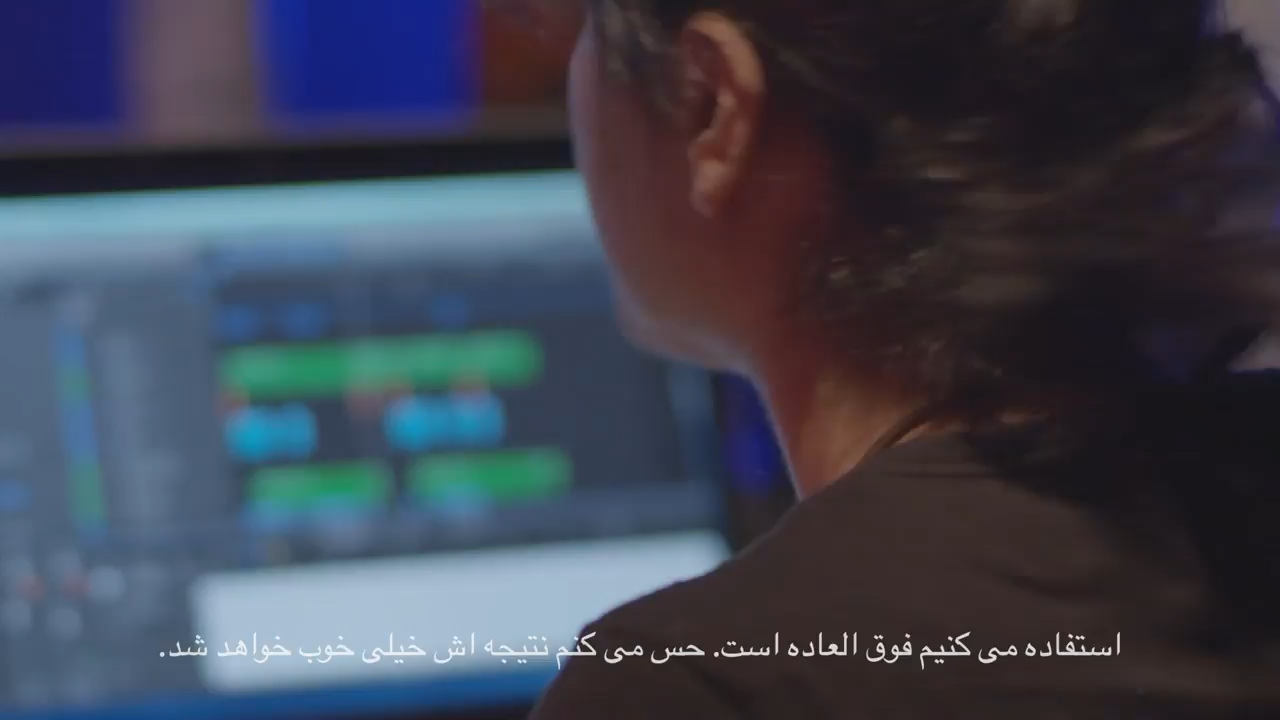 استفاده می کنیم فوق العاده است. حس می کنم نتیجه اش خیلی خوب خواهد شد.